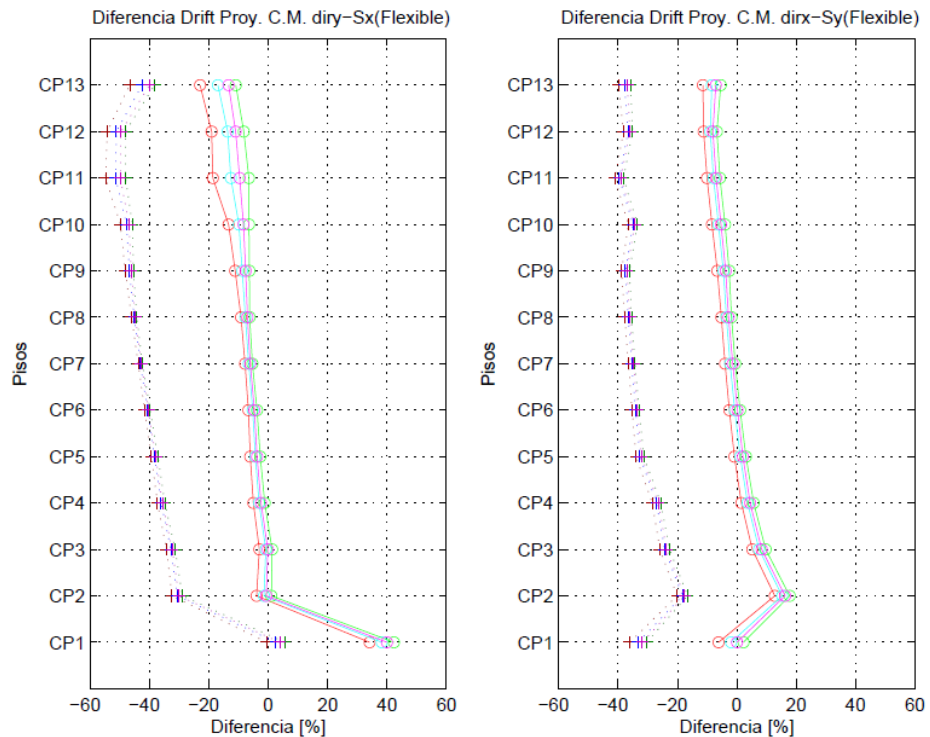 Diferencia Drift Proy. C.M. diry−Sx(Flexible)
CP13
CP12
CP11
CP10
CP9
CP8
CP7
CP6
CP5
CP4
CP3
CP2
CP1
Pisos
−60 −40 −20 0 20 40 60
Diferencia [%]
Diferencia Drift Proy. C.M. dirx−Sy(Flexible)
CP13
CP12
CP11
CP10
CP9
CP8
CP7
CP6
CP5
CP4
CP3
CP2
CP1
Pisos
−60 −40 −20 0 20 40 60
Diferencia [%]